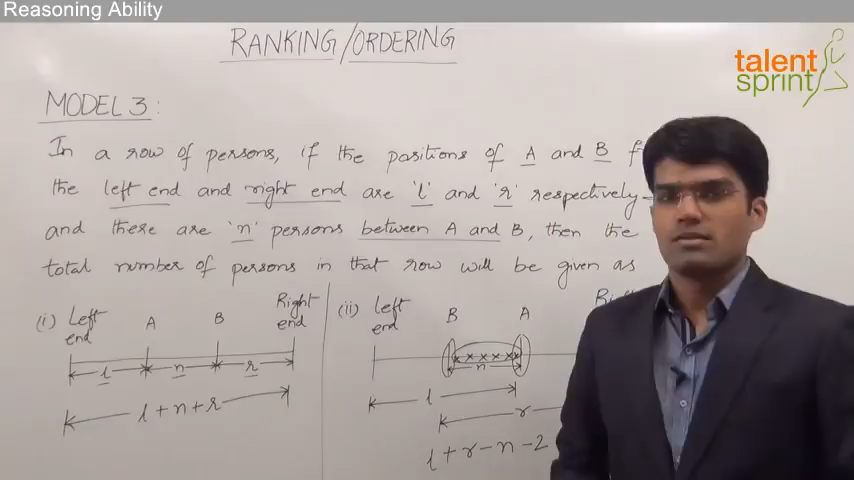 Reasoning Ability
RANKING/ORDERING
talent
sprint
MODEL 3:
In a row of persons, if the positions of A and B f
the left end and right end are 'l' and 'r' respectively
and there are 'n' persons between A and B, then the
total number of persons in that row will be given as
(i) Left end A B Right end
(ii) Left end B A
l n r
n
l + n + r
l
r
l + r - n - 2